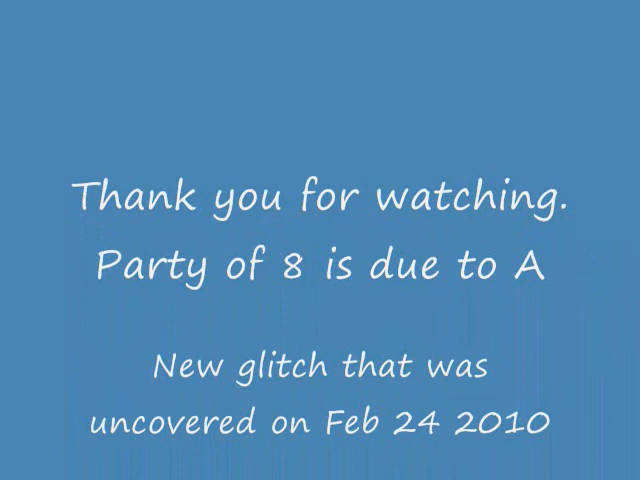 Thank you for watching.
Party of 8 is due to A
New glitch that was
uncovered on Feb 24 2010